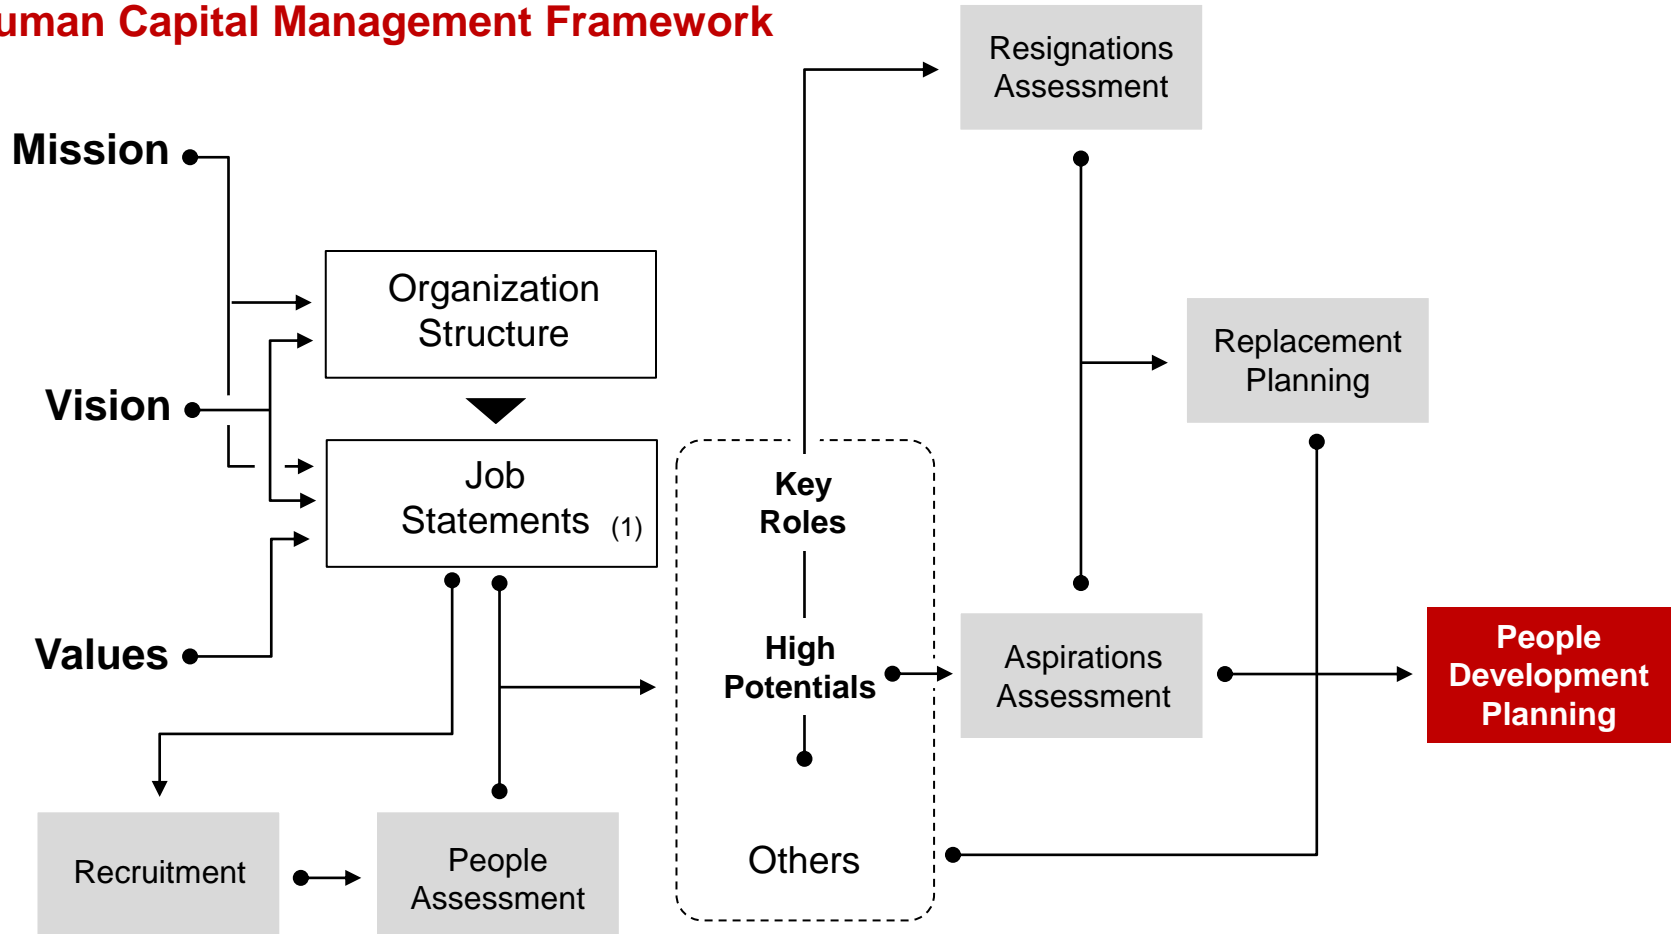 uman Capital Management Framework
Mission
Vision
Values
Organization
Structure
Job
Statements (1)
Recruitment
People
Assessment
Key
Roles
High
Potentials
Others
Resignations
Assessment
Aspirations
Assessment
Replacement
Planning
People
Development
Planning